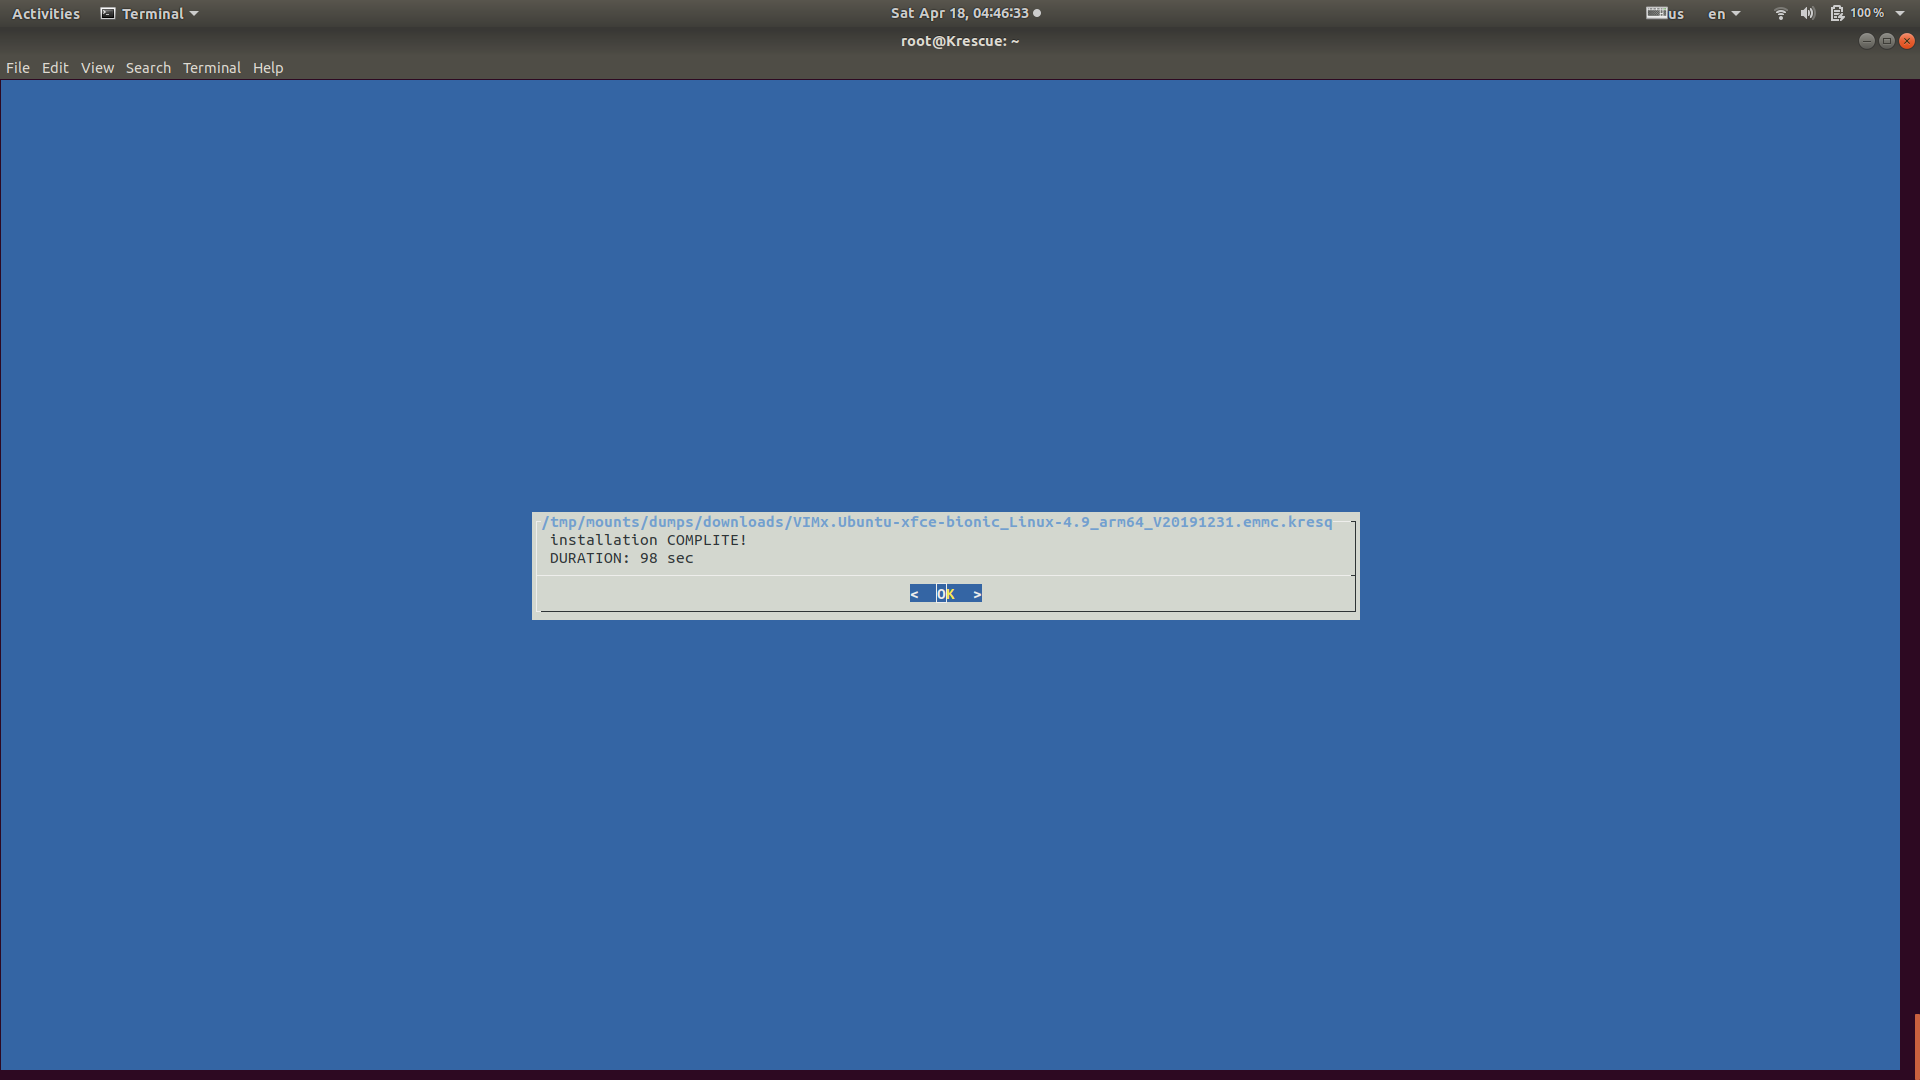 Activities Terminal Sat Apr 18, 04:46:33 us en 100 %
root@Krescue: ~
File Edit View Search Terminal Help
/tmp/mounts/dumps/downloads/VIMx.Ubuntu-xfce-bionic_Linux-4.9_arm64_V20191231.emmc.kresq
installation COMPLITE!
DURATION: 98 sec
< OK >